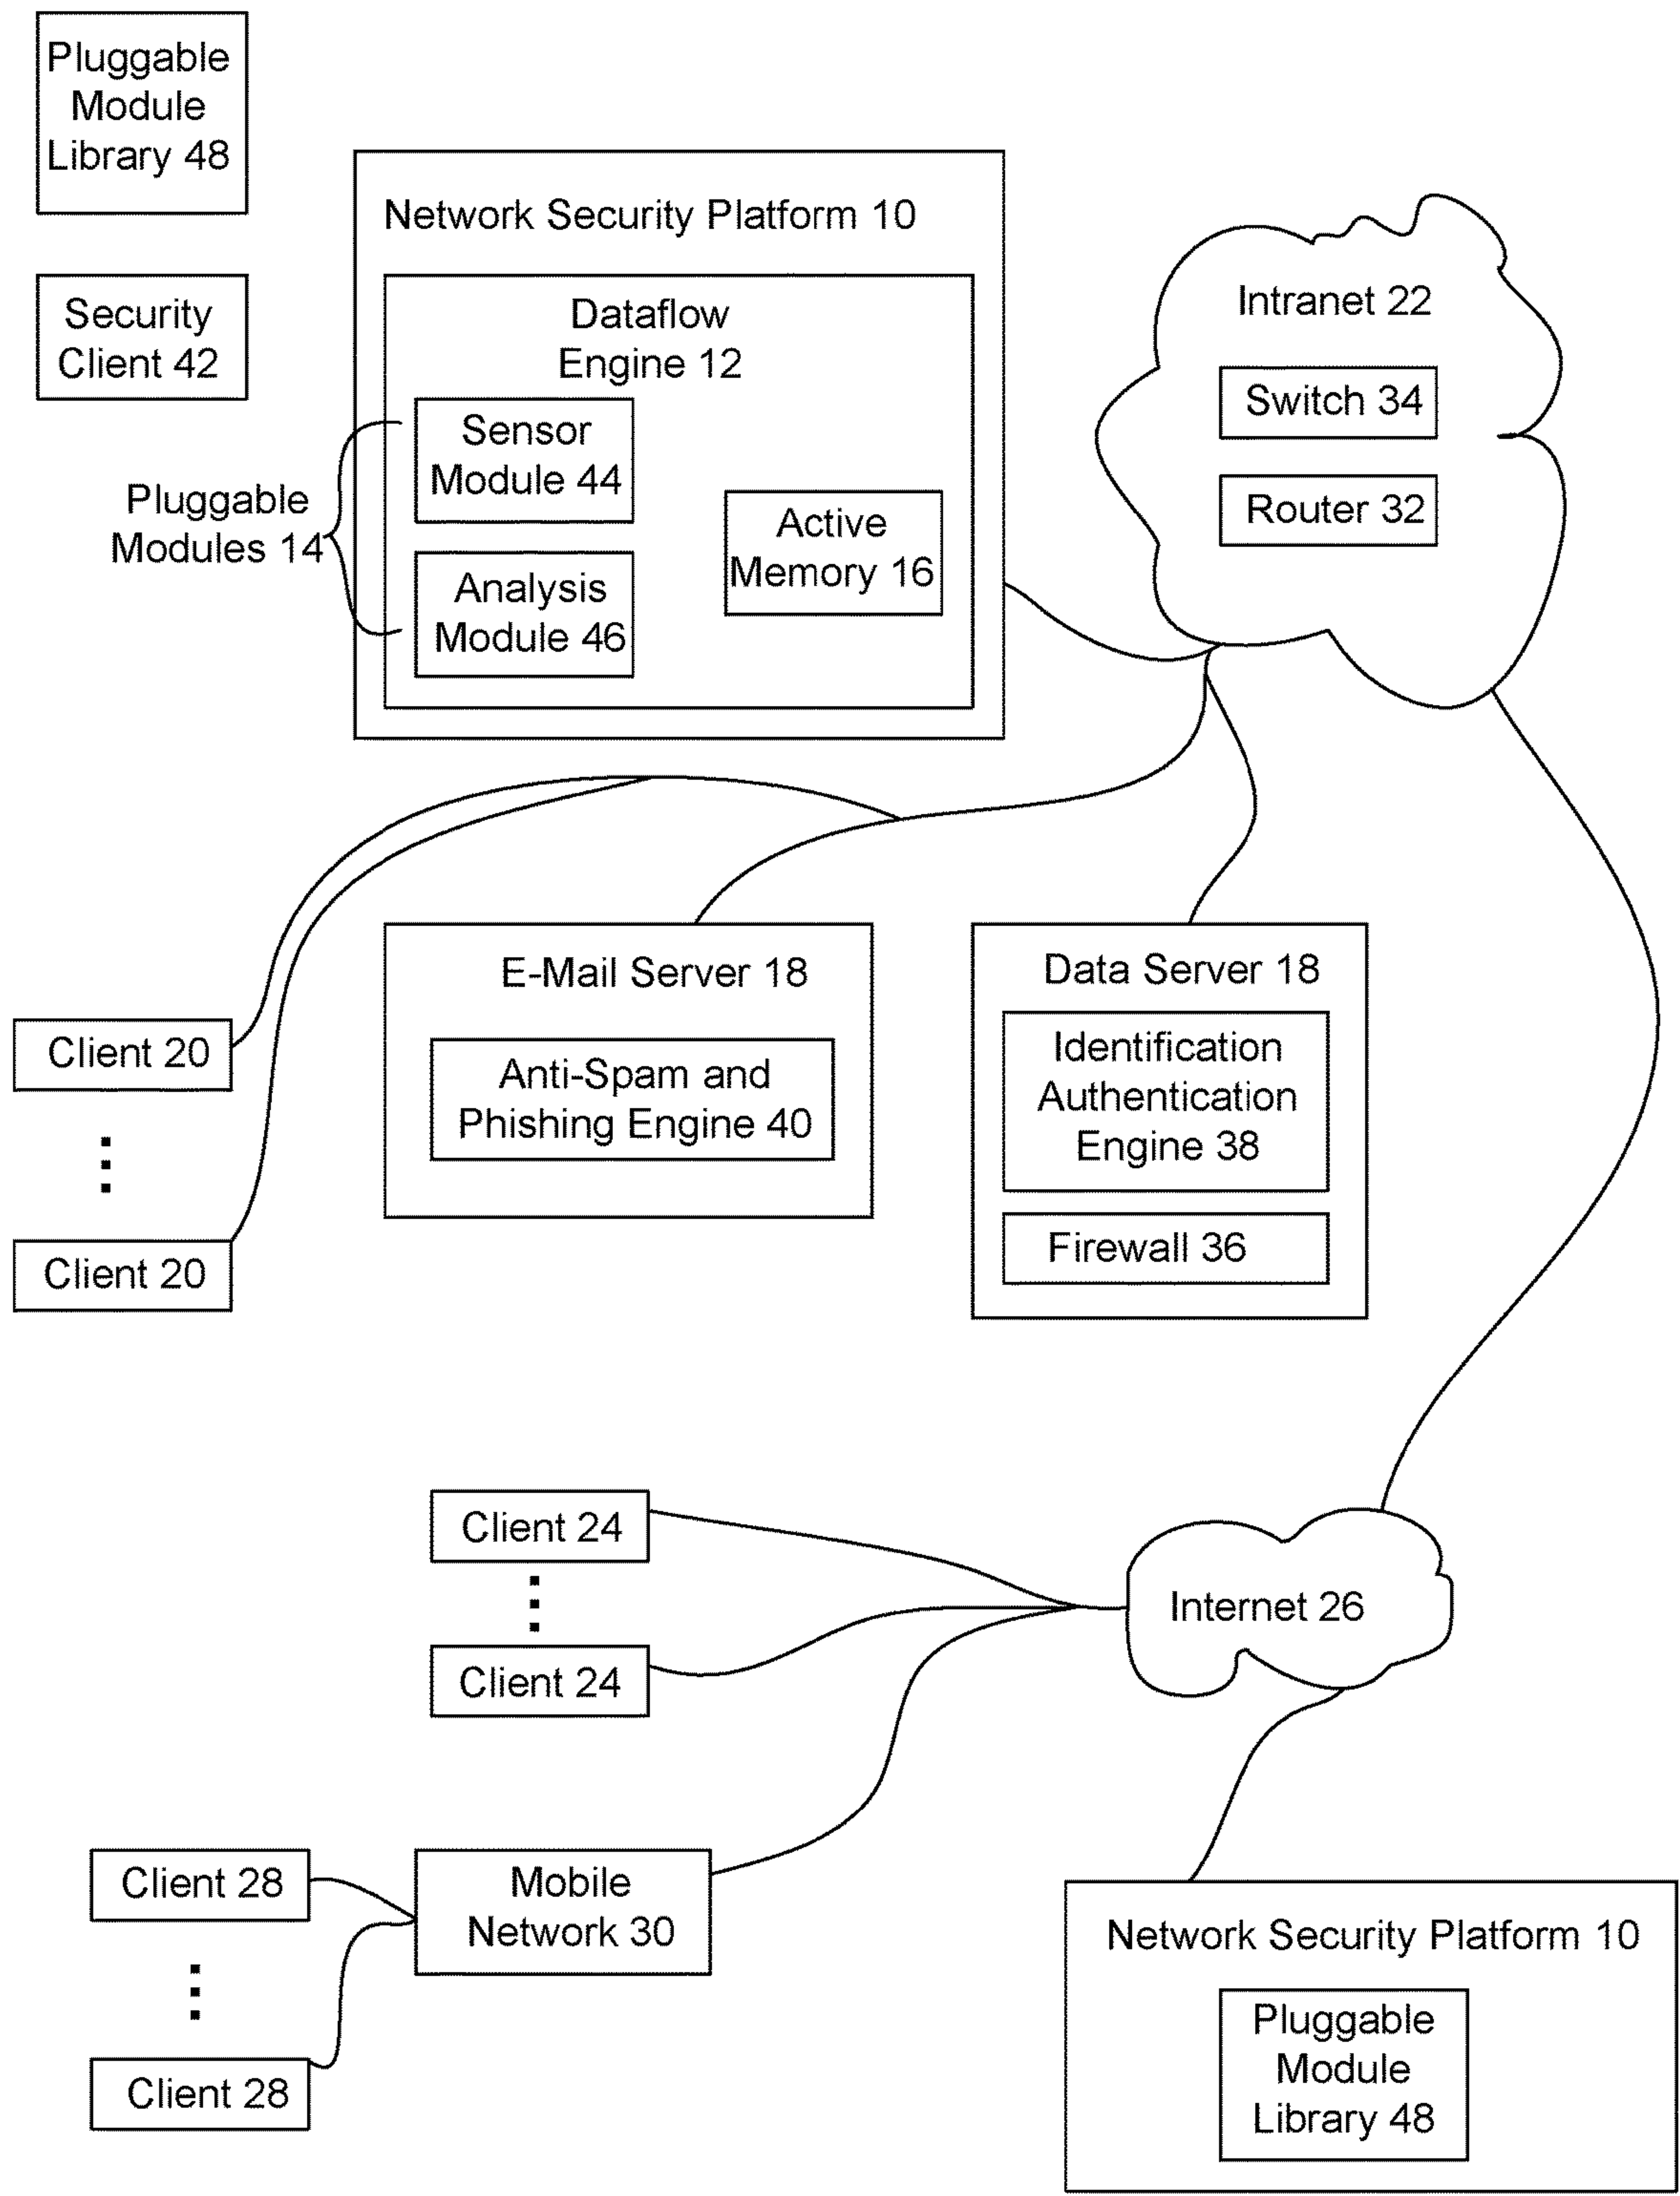 Pluggable
Module
Library 48
Network Security Platform 10
Security
Client 42
Dataflow
Engine 12
Sensor
Module 44
Pluggable
Modules 14
Analysis
Module 46
Active
Memory 16
Intranet 22
Switch 34
Router 32
E-Mail Server 18
Anti-Spam and
Phishing Engine 40
Data Server 18
Identification
Authentication
Engine 38
Firewall 36
Client 20
Client 20
Client 24
Client 24
Internet 26
Client 28
Client 28
Mobile
Network 30
Network Security Platform 10
Pluggable
Module
Library 48